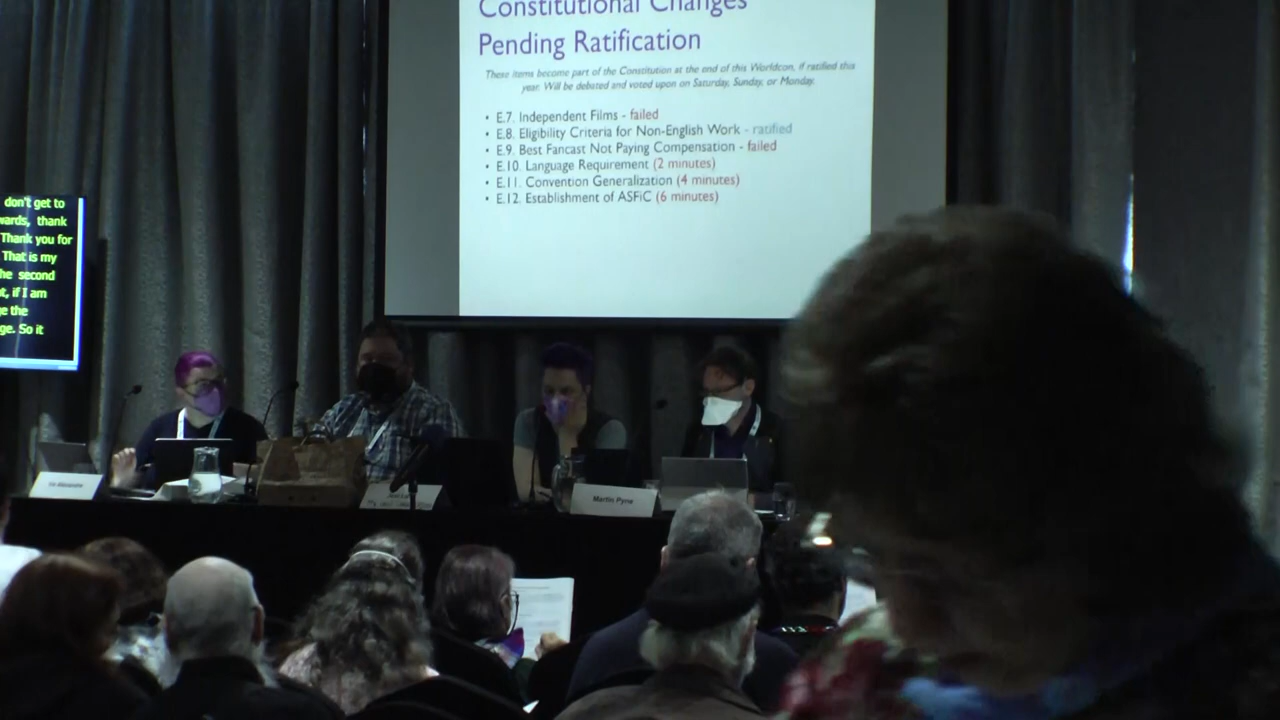 Constitutional Changes
Pending Ratification
These items become part of the Constitution at the end of this Worldcon, if ratified this
year. Will be debated and voted upon on Saturday, Sunday, or Monday.
• E.7. Independent Films - failed
• E.8. Eligibility Criteria for Non-English Work - ratified
• E.9. Best Fancast Not Paying Compensation - failed
• E.10. Language Requirement (2 minutes)
• E.11. Convention Generalization (4 minutes)
• E.12. Establishment of ASFiC (6 minutes)
don't get to
wards, thank
Thank you for
That is my
he second
t, if I am
ge the
ge. So it
Martin Pyne